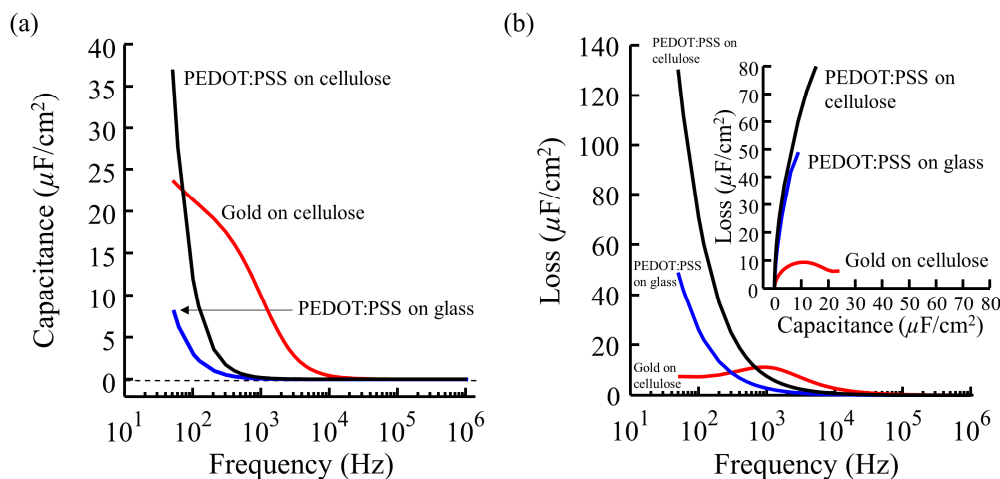 (a)
40
35
30
25
20
15
10
5
0
Capacitance (µF/cm²)
PEDOT:PSS on cellulose
Gold on cellulose
PEDOT:PSS on glass
10¹ 10² 10³ 10⁴ 10⁵ 10⁶
Frequency (Hz)
(b)
140
120
100
80
60
40
20
0
Loss (µF/cm²)
PEDOT:PSS on
cellulose
PEDOT:PSS
on glass
Gold on
cellulose
10¹ 10² 10³ 10⁴ 10⁵ 10⁶
Frequency (Hz)
80
70
60
50
40
30
20
10
0
Loss (µF/cm²)
PEDOT:PSS on
cellulose
PEDOT:PSS on glass
Gold on cellulose
0 10 20 30 40 50 60 70 80
Capacitance (µF/cm²)